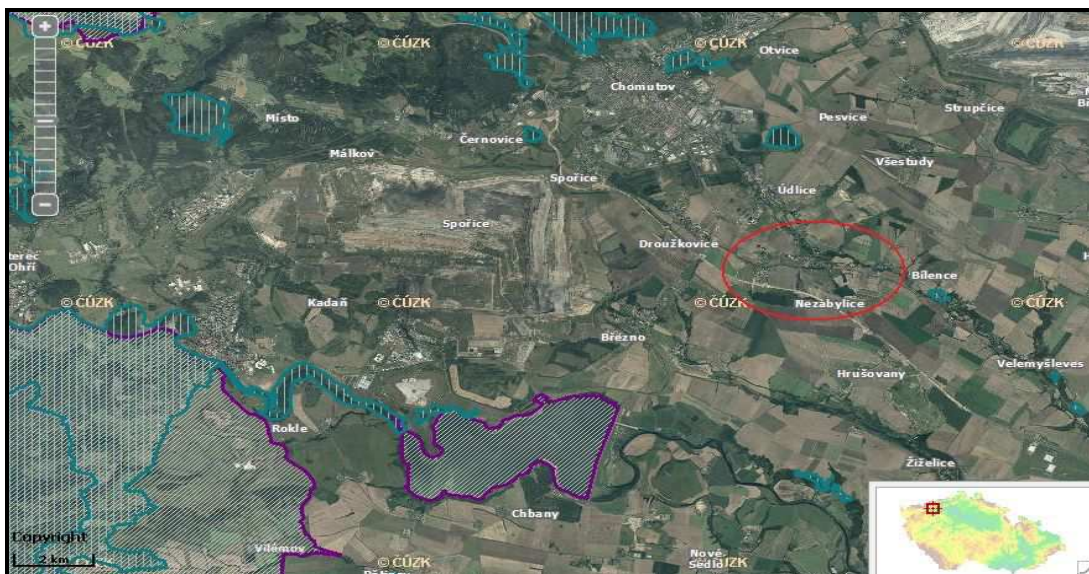 © ČÚZK © ČÚZK © ČÚZK © ČÚZK
Otvice
Chomutov
Strupčice
Místo
Pesvice
Černovice
Málkov
Všestudy
Spořice
Údlice
Spořice
Droužkovice
terec
Ohří
Bílence
Kadaň
© ČÚZK © ČÚZK © ČÚZK © ČÚZK
Nezabylice
Březno
Velemyšleves
Hrušovany
Rokle
Žiželice
Chbany
Copyright
2 km
Vilémov
© ČÚZK
Nové
Sedlo